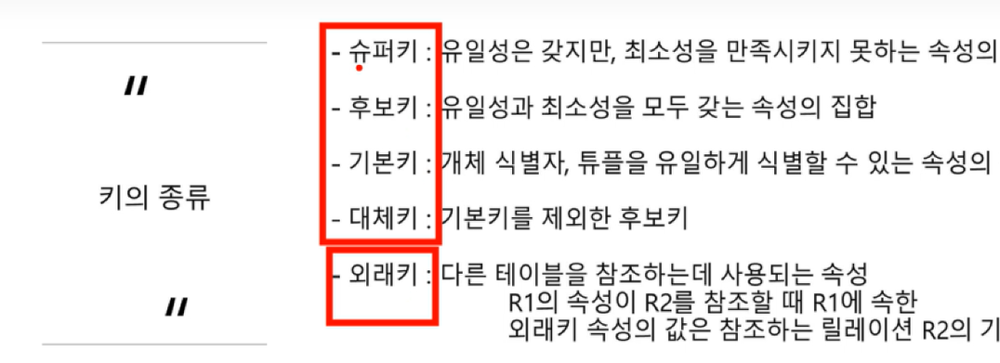 - 슈퍼키 : 유일성은 갖지만, 최소성을 만족시키지 못하는 속성의
〃
- 후보키 : 유일성과 최소성을 모두 갖는 속성의 집합
- 기본키 : 개체 식별자, 튜플을 유일하게 식별할 수 있는 속성의
키의 종류
- 대체키 : 기본키를 제외한 후보키
- 외래키 : 다른 테이블을 참조하는데 사용되는 속성
R1의 속성이 R2를 참조할 때 R1에 속한
〃
외래키 속성의 값은 참조하는 릴레이션 R2의 기